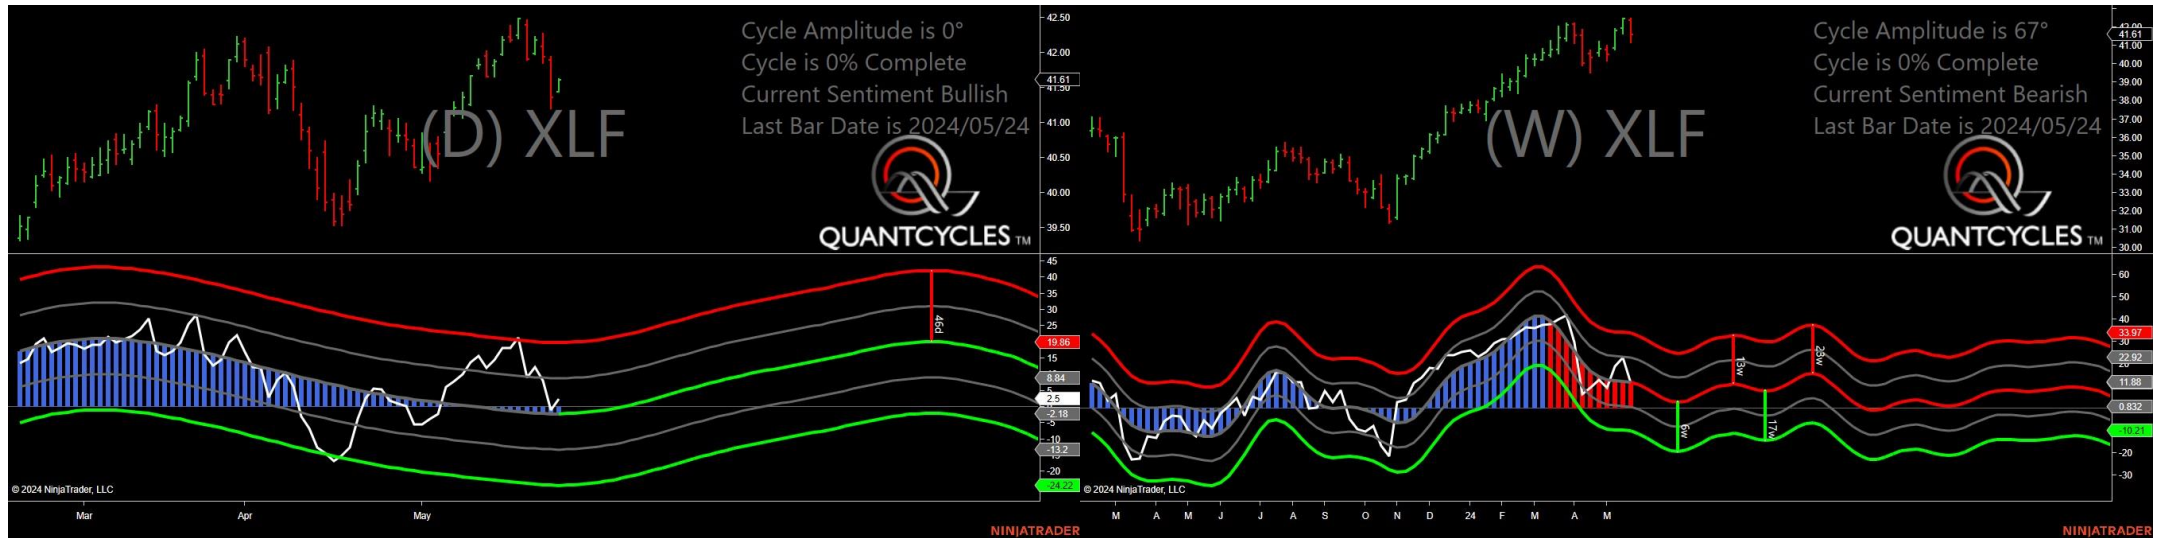 Cycle Amplitude is 0°
Cycle is 0% Complete
Current Sentiment Bullish
Last Bar Date is 2024/05/24
(D) XLF
QUANTCYCLES TM
42.50
42.00
41.61
41.50
41.00
40.50
40.00
39.50
45
40
35
30
25
19.86
15
8.84
5
2.5
-2.18
-5
-10
-13.2
-20
-24.22
46d
© 2024 NinjaTrader, LLC
Mar Apr May
NINJATRADER
Cycle Amplitude is 67°
Cycle is 0% Complete
Current Sentiment Bearish
Last Bar Date is 2024/05/24
(W) XLF
QUANTCYCLES TM
42.00
41.61
41.00
40.00
39.00
38.00
37.00
36.00
35.00
34.00
33.00
32.00
31.00
30.00
60
50
40
33.97
30
22.92
11.88
0.832
-10.21
-20
-30
13w
23w
6w
17w
© 2024 NinjaTrader, LLC
M A M J J A S O N D 24 F M A M
NINJATRADER